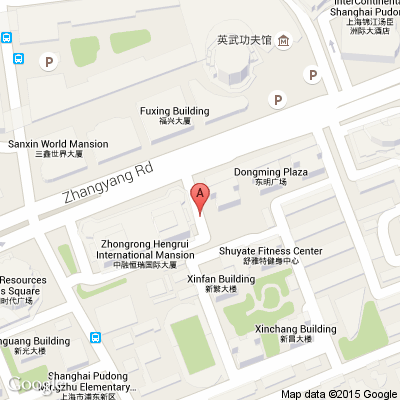 InterContinental
Shanghai Pudong
上海锦江汤臣
洲际大酒店
英武功夫馆
P
P
P
Fuxing Building
福兴大厦
Sanxin World Mansion
三鑫世界大厦
Zhangyang Rd
Dongming Plaza
东明广场
A
Zhongrong Hengrui
International Mansion
中融恒瑞国际大厦
Shuyate Fitness Center
舒雅特健身中心
Xinfan Building
新繁大楼
Resources
s Square
时代广场
Xinchang Building
新昌大楼
nguang Building
新光大楼
Shanghai Pudong
Mingzhu Elementary...
上海市浦东新区
Google
Map data ©2015 Google